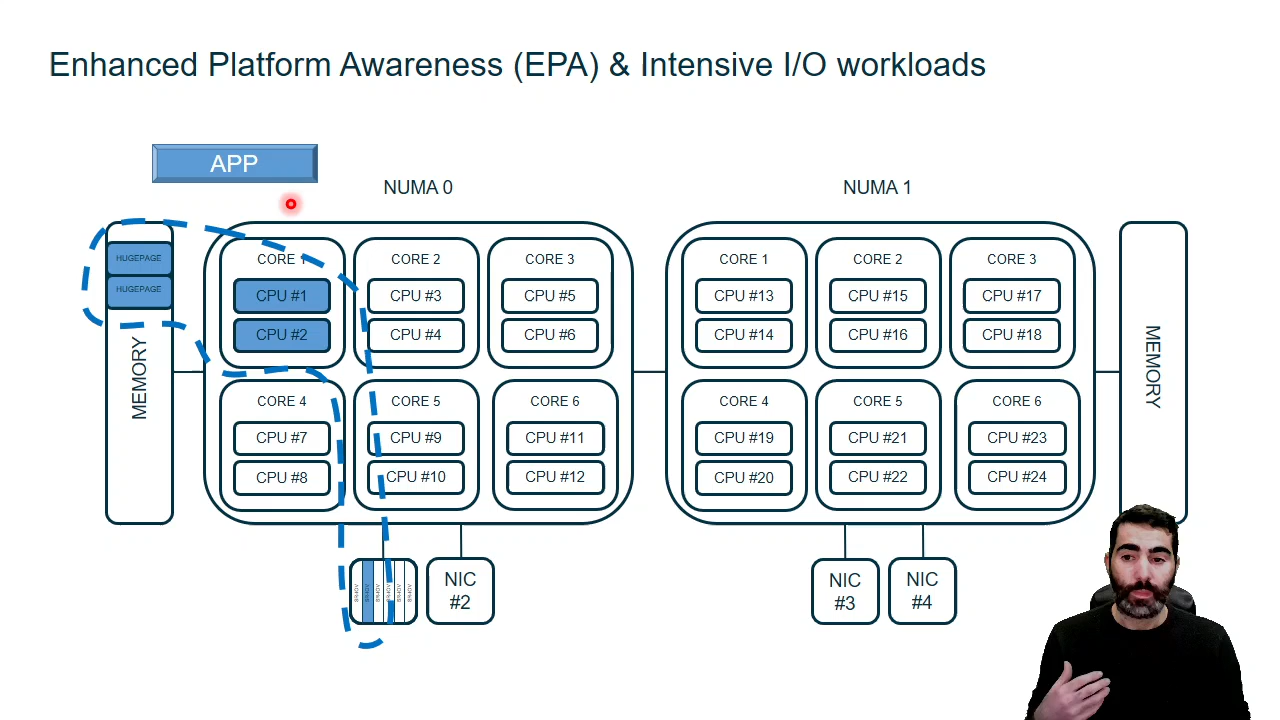 Enhanced Platform Awareness (EPA) & Intensive I/O workloads
APP
NUMA 0
NUMA 1
HUGEPAGE
HUGEPAGE
MEMORY
CORE 1
CPU #1
CPU #2
CORE 2
CPU #3
CPU #4
CORE 3
CPU #5
CPU #6
CORE 4
CPU #7
CPU #8
CORE 5
CPU #9
CPU #10
CORE 6
CPU #11
CPU #12
CORE 1
CPU #13
CPU #14
CORE 2
CPU #15
CPU #16
CORE 3
CPU #17
CPU #18
CORE 4
CPU #19
CPU #20
CORE 5
CPU #21
CPU #22
CORE 6
CPU #23
CPU #24
MEMORY
NIC
#2
NIC
#3
NIC
#4